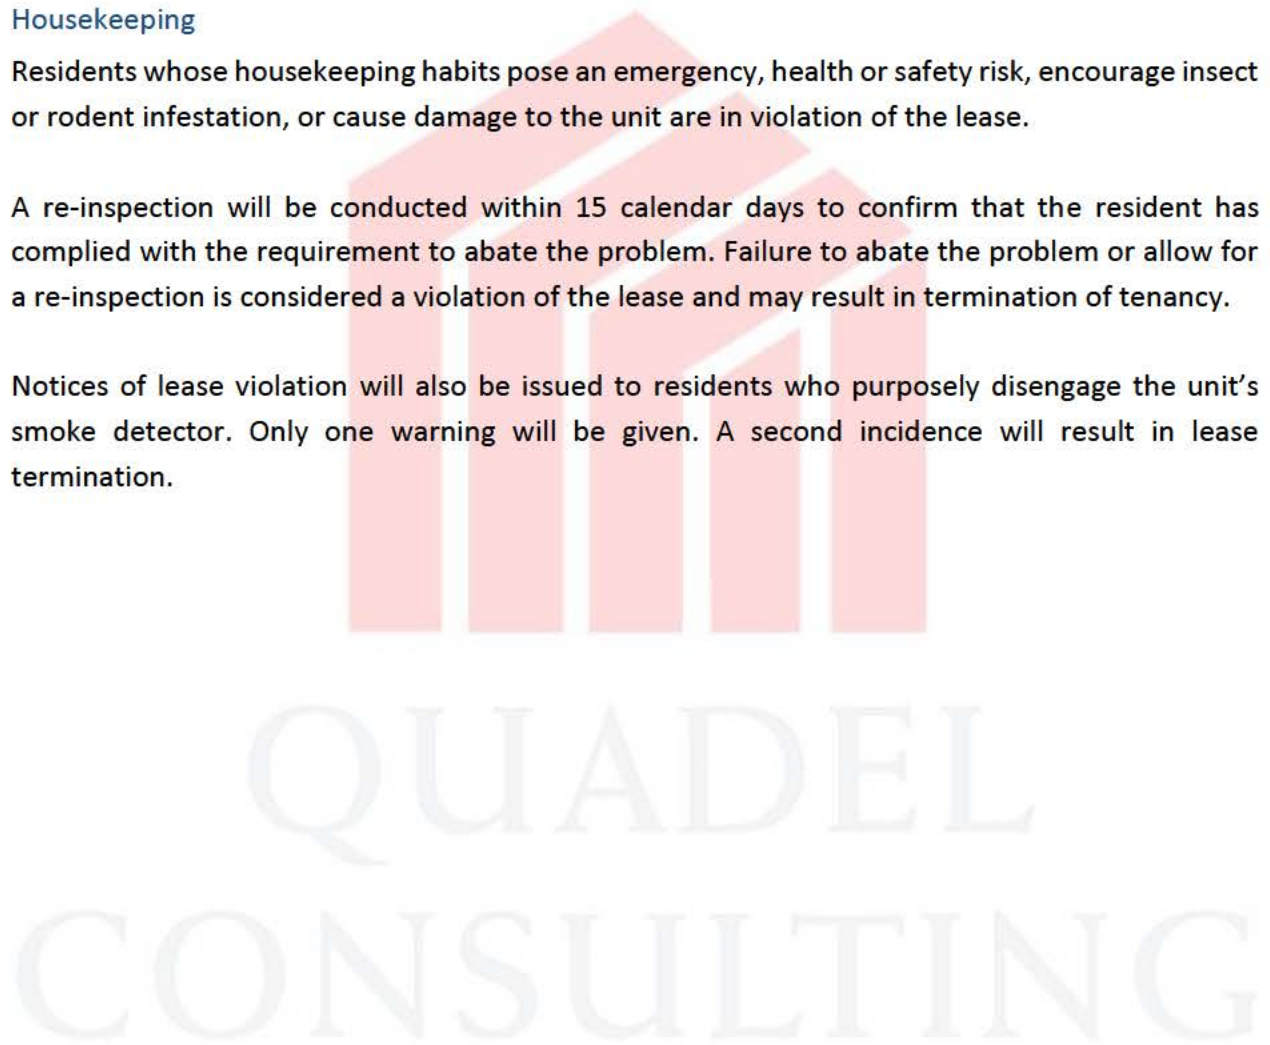 Housekeeping
Residents whose housekeeping habits pose an emergency, health or safety risk, encourage insect
or rodent infestation, or cause damage to the unit are in violation of the lease.
A re-inspection will be conducted within 15 calendar days to confirm that the resident has
complied with the requirement to abate the problem. Failure to abate the problem or allow for
a re-inspection is considered a violation of the lease and may result in termination of tenancy.
Notices of lease violation will also be issued to residents who purposely disengage the unit’s
smoke detector. Only one warning will be given. A second incidence will result in lease
termination.
QUADEL
CONSULTING